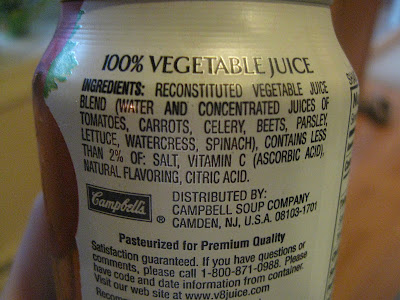 100% VEGETABLE JUICE
INGREDIENTS: RECONSTITUTED VEGETABLE JUICE
BLEND (WATER AND CONCENTRATED JUICES OF
TOMATOES, CARROTS, CELERY, BEETS, PARSLEY,
LETTUCE, WATERCRESS, SPINACH), CONTAINS LESS
THAN 2% OF: SALT, VITAMIN C (ASCORBIC ACID),
NATURAL FLAVORING, CITRIC ACID.
Campbell's ®
DISTRIBUTED BY:
CAMPBELL SOUP COMPANY
CAMDEN, NJ, U.S.A. 08103-1701
Pasteurized for Premium Quality
Satisfaction guaranteed. If you have questions or
comments, please call 1-800-871-0988. Please
have code and date information from container.
Visit our web site at www.v8juice.com